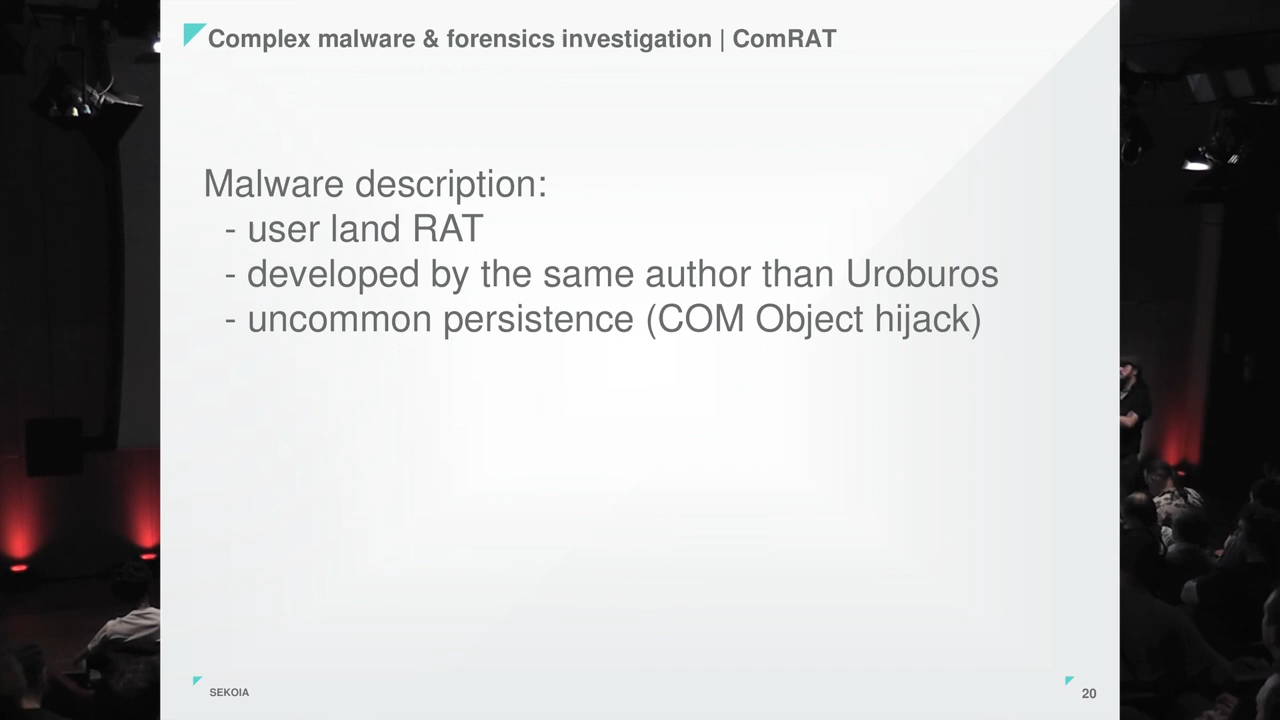 Complex malware & forensics investigation | ComRAT
Malware description:
- user land RAT
- developed by the same author than Uroburos
- uncommon persistence (COM Object hijack)
SEKOIA
20